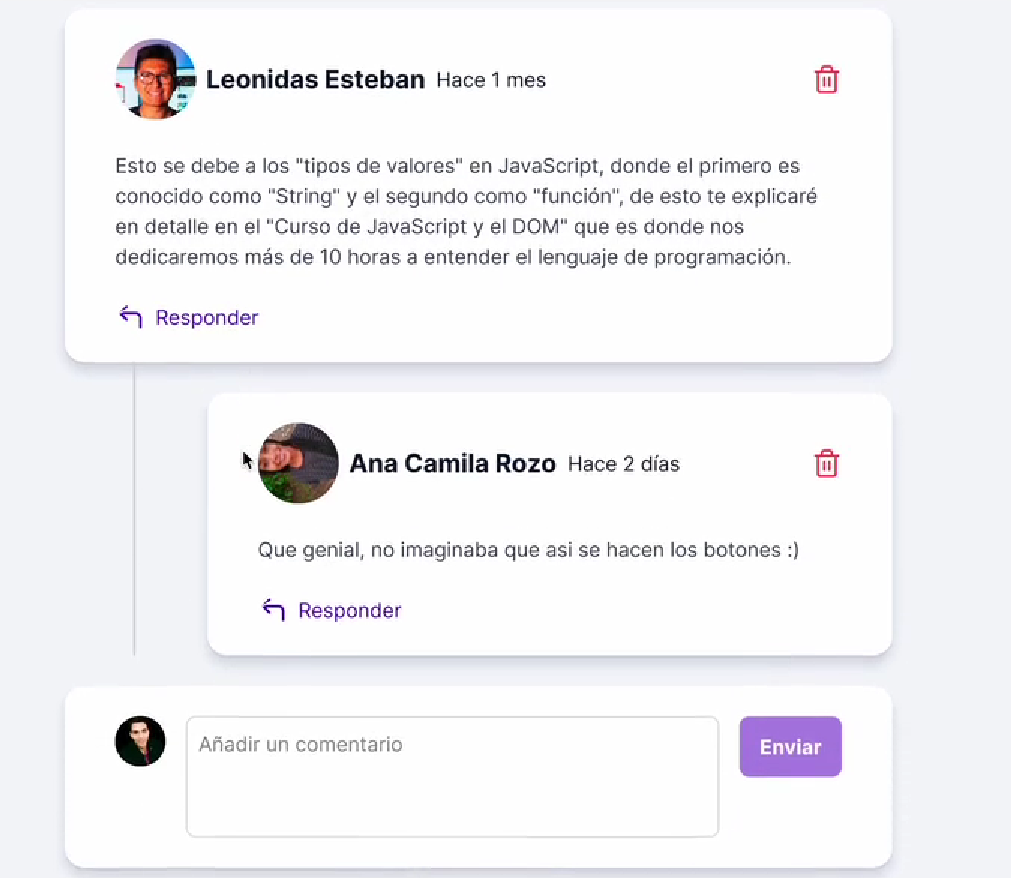 Leonidas Esteban Hace 1 mes
Esto se debe a los "tipos de valores" en JavaScript, donde el primero es
conocido como "String" y el segundo como "función", de esto te explicaré
en detalle en el "Curso de JavaScript y el DOM" que es donde nos
dedicaremos más de 10 horas a entender el lenguaje de programación.
Responder
Ana Camila Rozo Hace 2 días
Que genial, no imaginaba que asi se hacen los botones :)
Responder
Añadir un comentario
Enviar